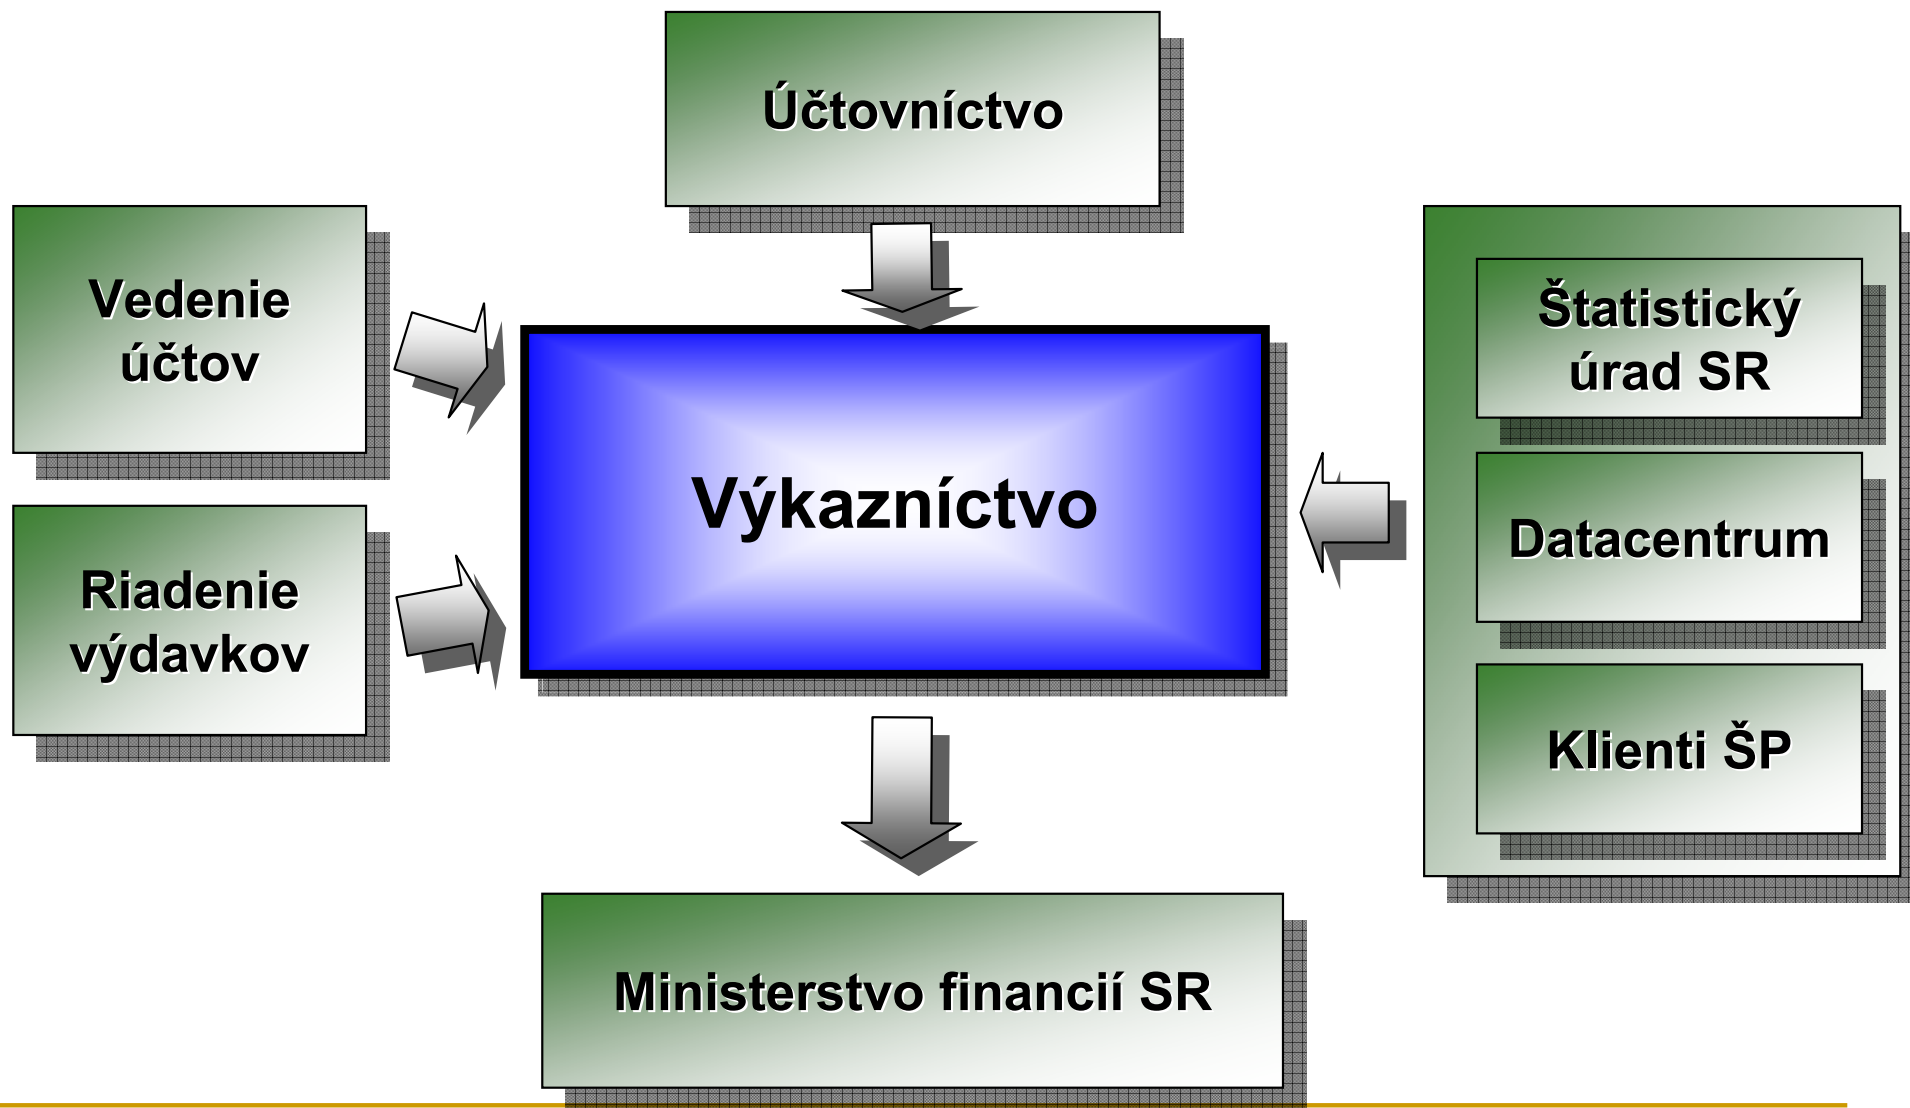 Účtovníctvo
Vedenie
účtov
Riadenie
výdavkov
Výkazníctvo
Štatistický
úrad SR
Datacentrum
Klienti ŠP
Ministerstvo financií SR